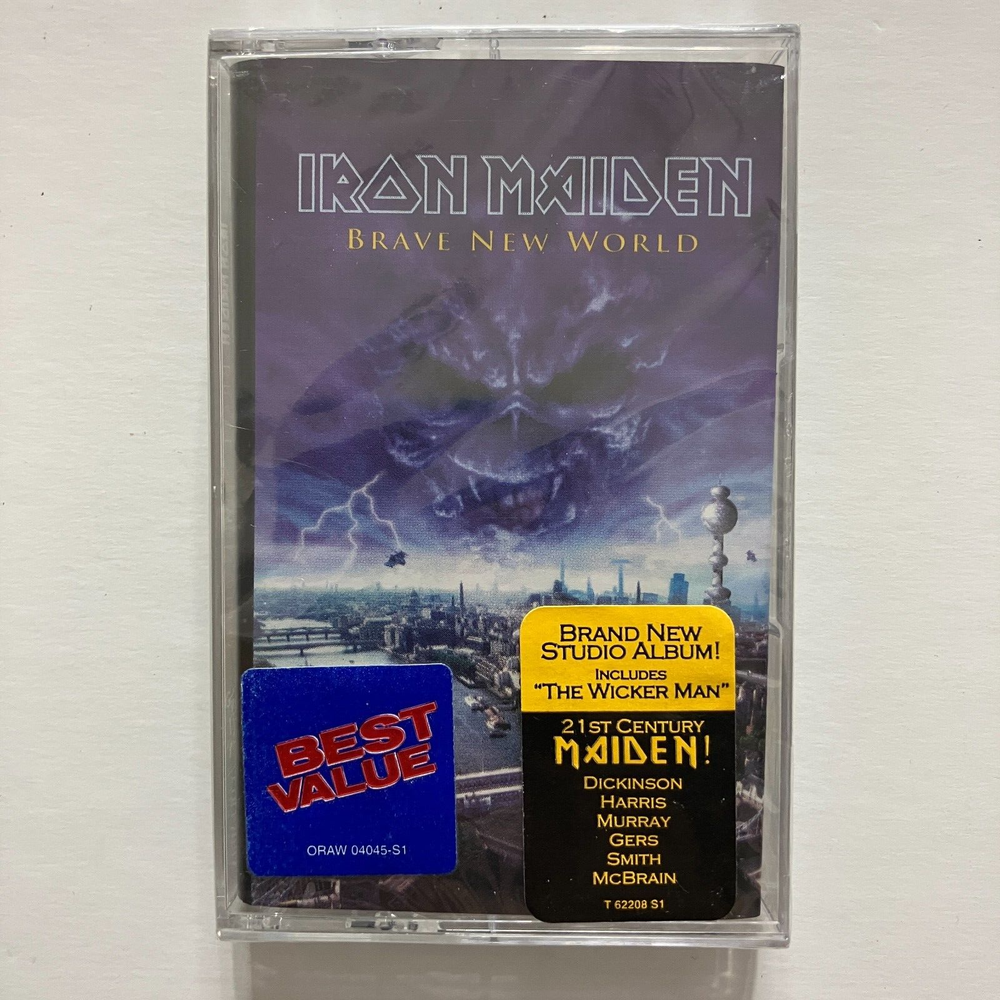 IRON MAIDEN
BRAVE NEW WORLD
BRAND NEW
STUDIO ALBUM!
INCLUDES
“THE WICKER MAN”
21ST CENTURY
MAIDEN!
DICKINSON
HARRIS
MURRAY
GERS
SMITH
MCBRAIN
T 62208 S1
BEST
VALUE
ORAW 04045-S1